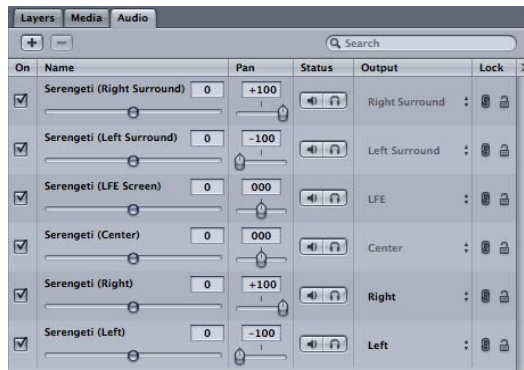 Layers Media Audio
Search
On Name Pan Status Output Lock
Serengeti (Right Surround) 0 +100 Right Surround
Serengeti (Left Surround) 0 -100 Left Surround
Serengeti (LFE Screen) 0 000 LFE
Serengeti (Center) 0 000 Center
Serengeti (Right) 0 +100 Right
Serengeti (Left) 0 -100 Left